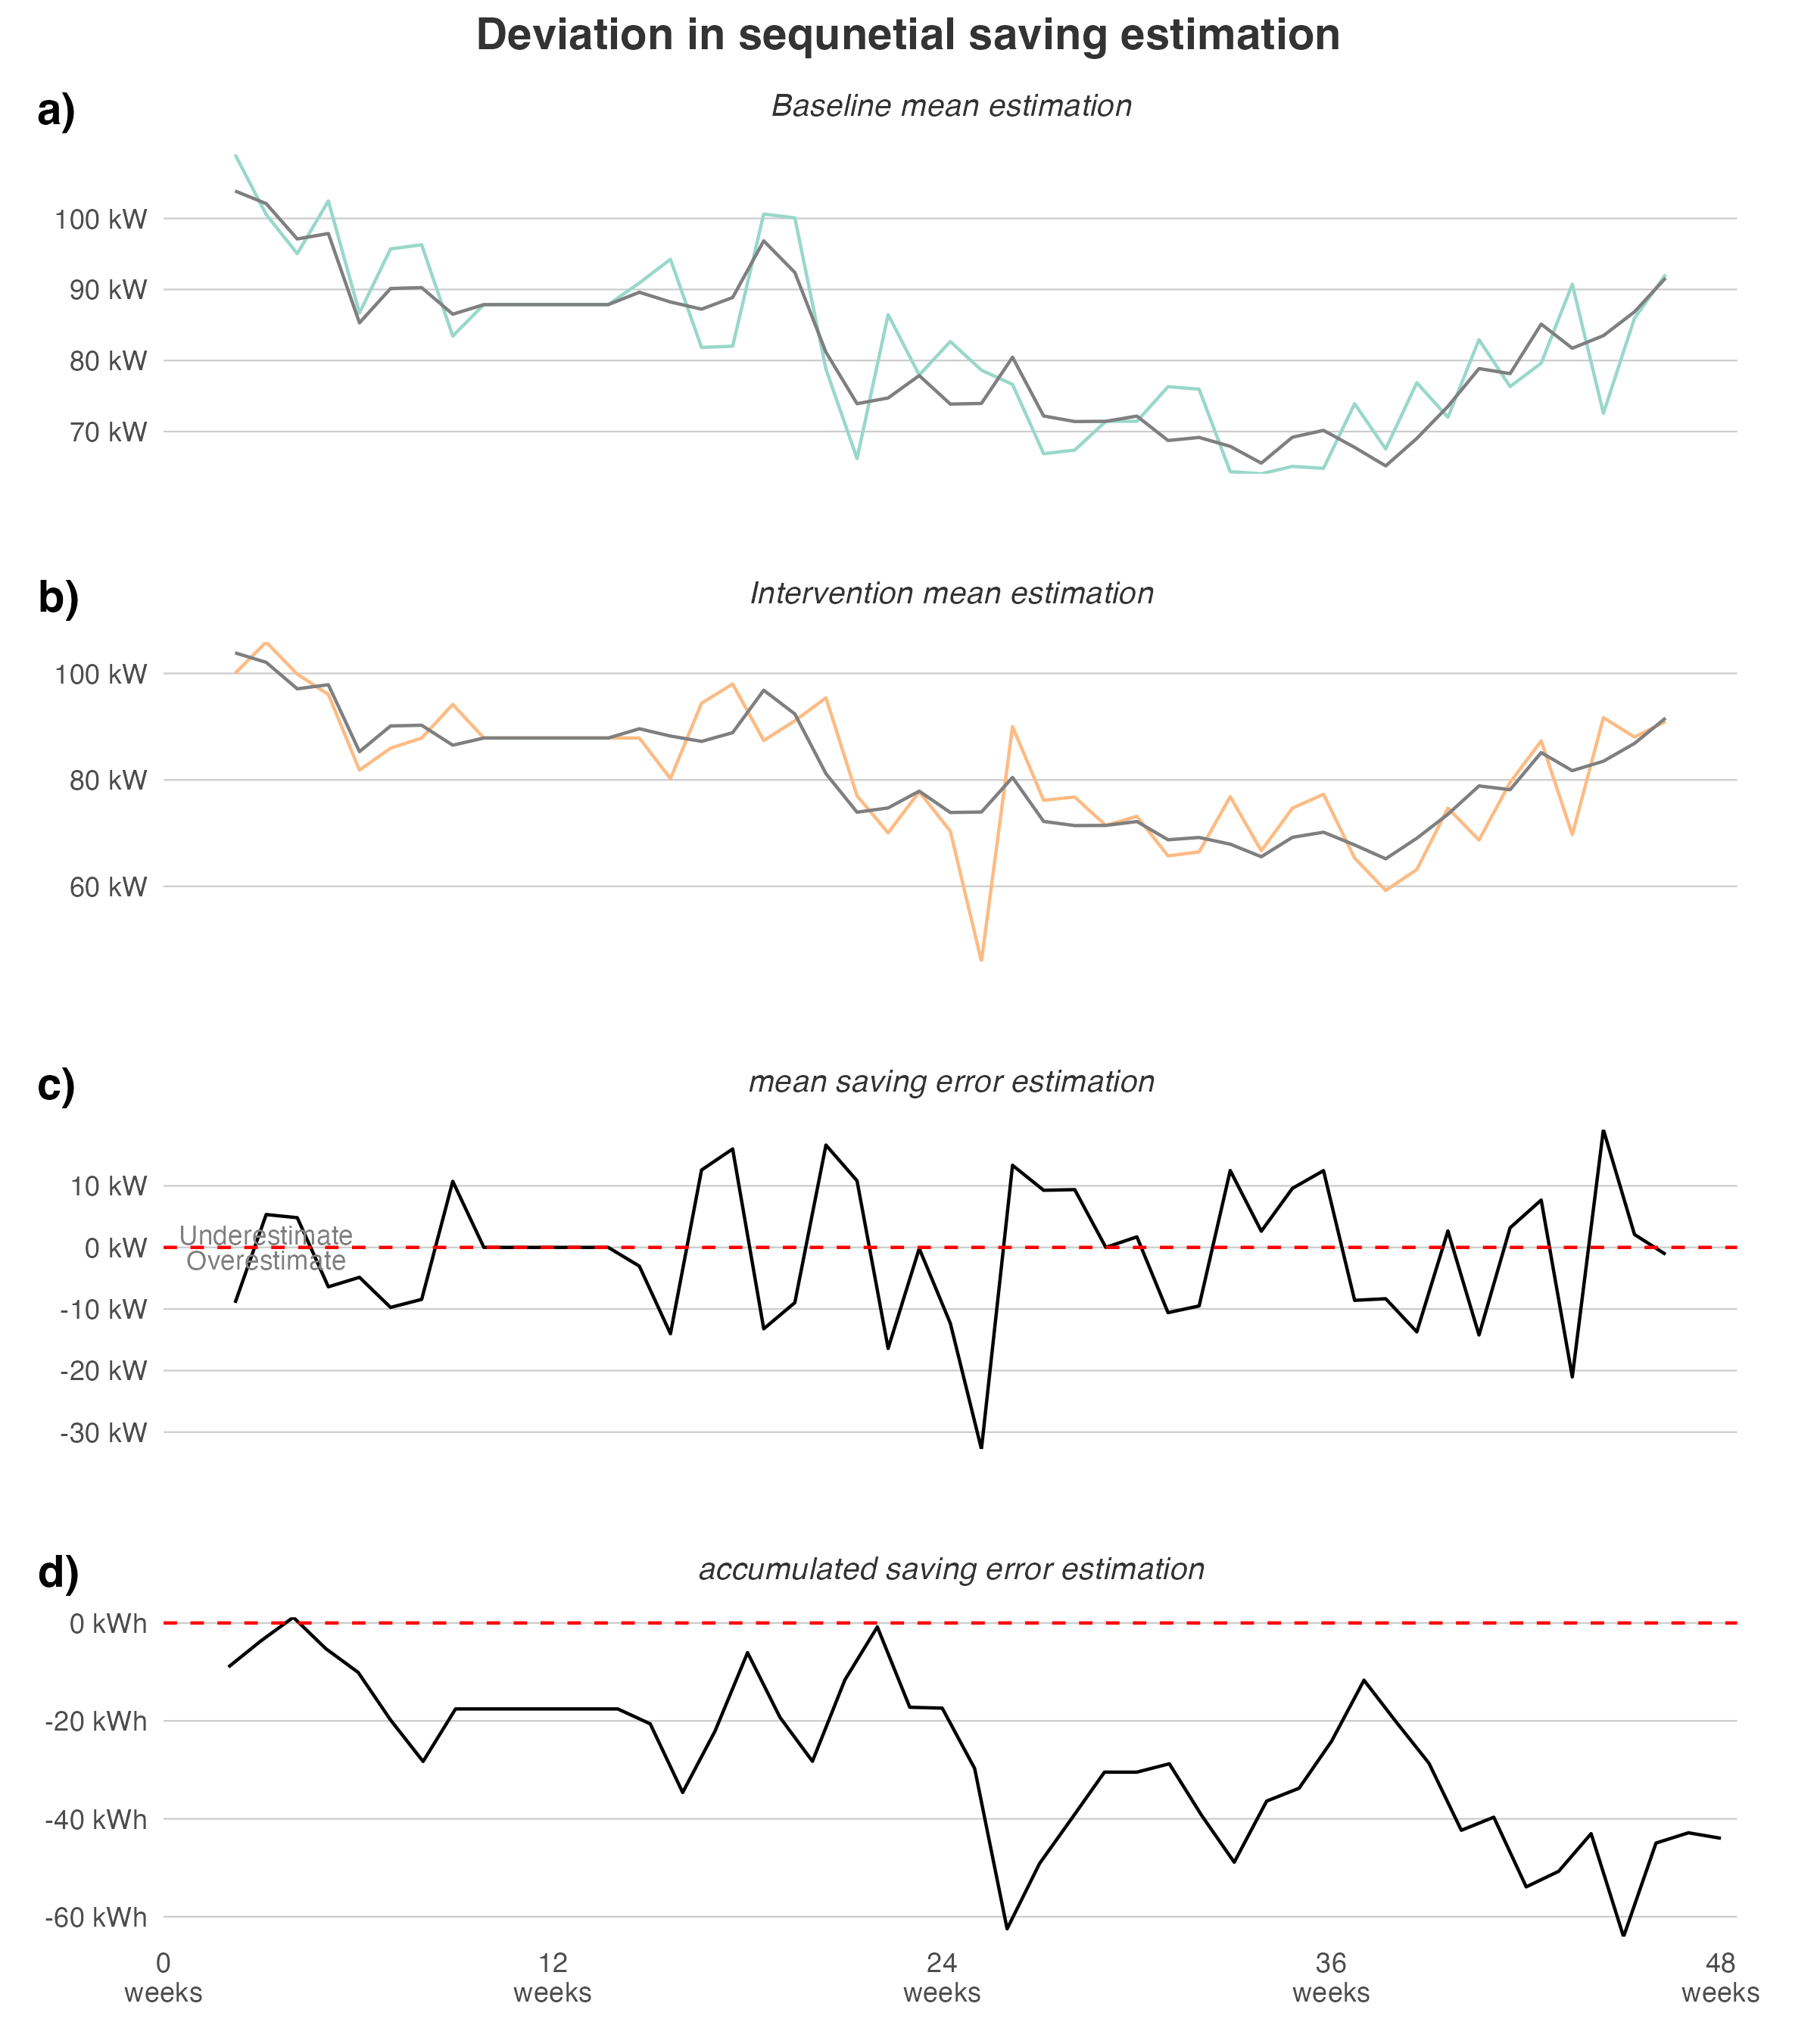 Deviation in sequnetial saving estimation
a)
Baseline mean estimation
100 kW
90 kW
80 kW
70 kW
b)
Intervention mean estimation
100 kW
80 kW
60 kW
c)
mean saving error estimation
10 kW
Underestimate
0 kW
Overestimate
-10 kW
-20 kW
-30 kW
d)
accumulated saving error estimation
0 kWh
-20 kWh
-40 kWh
-60 kWh
0 12 24 36 48
weeks weeks weeks weeks weeks